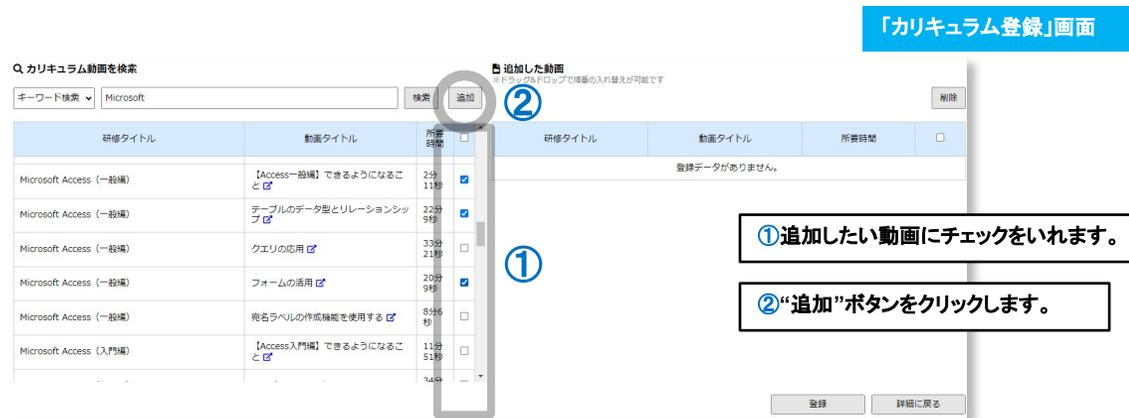 「カリキュラム登録」画面
カリキュラム動画を検索
キーワード検索 Microsoft 検索 追加
②
研修タイトル 動画タイトル 所要
時間
Microsoft Access（一般編） 【Access一般編】できるようになるこ
と 2分
11秒
Microsoft Access（一般編） テーブルのデータ型とリレーションシッ
プ 22分
9秒
Microsoft Access（一般編） クエリの応用 33分
21秒
Microsoft Access（一般編） フォームの活用 20分
9秒
Microsoft Access（一般編） 宛名ラベルの作成機能を使用する 8分6
秒
Microsoft Access（入門編） 【Access入門編】できるようになるこ
と 11分
51秒
①
追加した動画
※ドラッグ&ドロップで順番の入れ替えが可能です
削除
研修タイトル 動画タイトル 所要時間
登録データがありません。
①追加したい動画にチェックをいれます。
②“追加”ボタンをクリックします。
登録 詳細に戻る